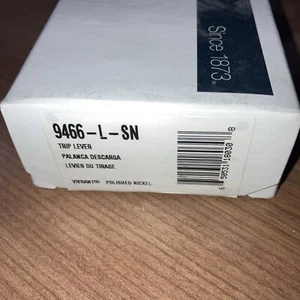 Since 1873.
9466-L-SN
TRIP LEVER
PALANCA DESCARGA
LEVIER DU TIRAGE
VIBRANT® POLISHED NICKEL